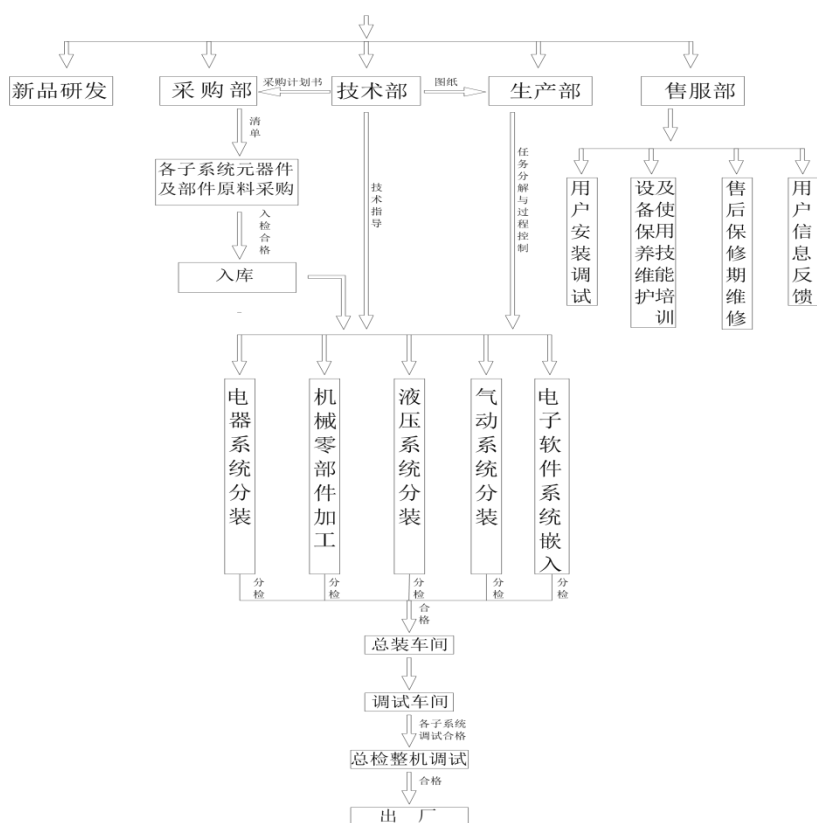 新品研发
采购部
采购计划书
技术部
图纸
生产部
售服部
清单
各子系统元器件
及部件原料采购
入检合格
入库
技术指导
任务分解与过程控制
用户安装调试
设备保养维护
及使用技能培训
售后保修期维修
用户信息反馈
电器系统分装
机械零部件加工
液压系统分装
气动系统分装
电子软件系统嵌入
分检
分检
分检
分检
分检
合格
总装车间
调试车间
各子系统
调试合格
总检整机调试
合格
出厂